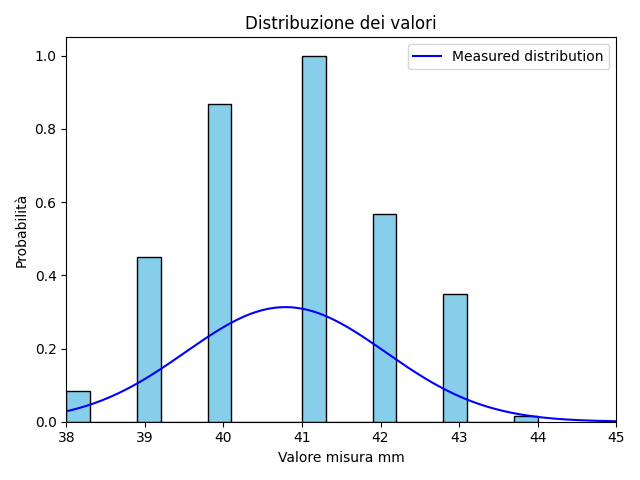 Distribuzione dei valori
Measured distribution
1.0
0.8
0.6
0.4
0.2
0.0
Probabilità
38 39 40 41 42 43 44 45
Valore misura mm